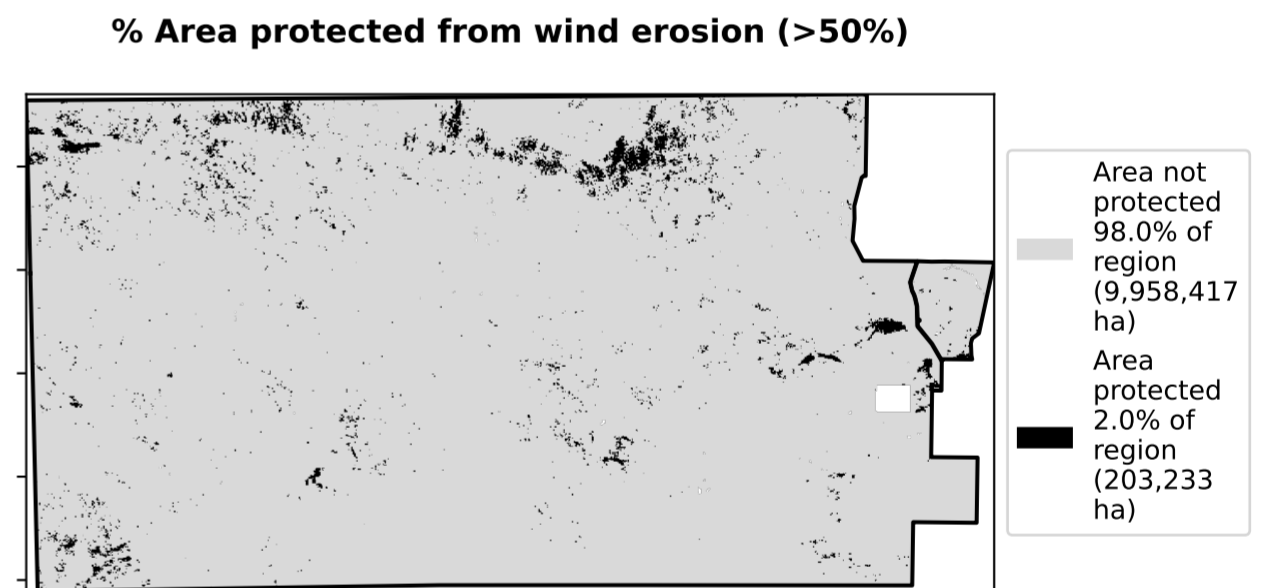 % Area protected from wind erosion (>50%)
Area not
protected
98.0% of
region
(9,958,417
ha)
Area
protected
2.0% of
region
(203,233
ha)